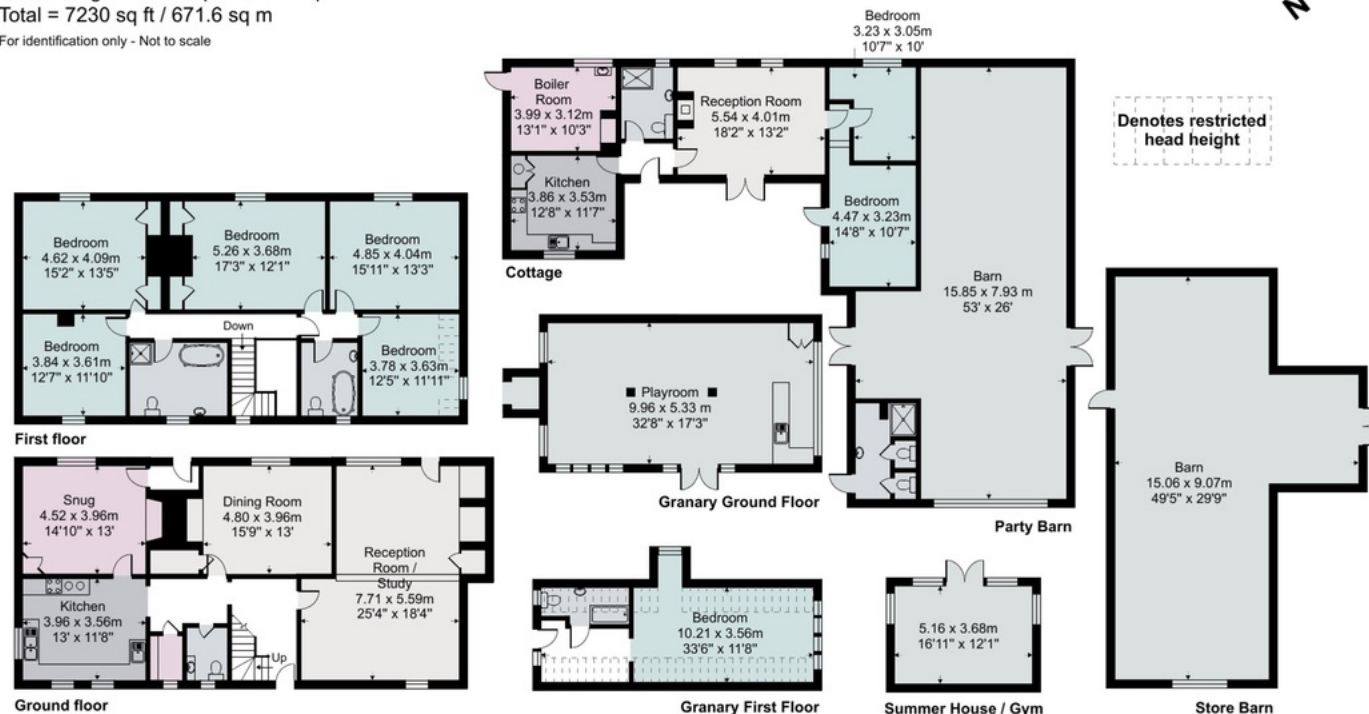 Total = 7230 sq ft / 671.6 sq m
For identification only - Not to scale
N
Bedroom
3.23 x 3.05m
10'7" x 10'
Boiler
Room
3.99 x 3.12m
13'1" x 10'3"
Reception Room
5.54 x 4.01m
18'2" x 13'2"
Denotes restricted
head height
Kitchen
3.86 x 3.53m
12'8" x 11'7"
Bedroom
4.47 x 3.23m
14'8" x 10'7"
Cottage
Barn
15.85 x 7.93 m
53' x 26'
Party Barn
Bedroom
4.62 x 4.09m
15'2" x 13'5"
Bedroom
5.26 x 3.68m
17'3" x 12'1"
Bedroom
4.85 x 4.04m
15'11" x 13'3"
Down
Bedroom
3.84 x 3.61m
12'7" x 11'10"
Bedroom
3.78 x 3.63m
12'5" x 11'11"
First floor
Playroom
9.96 x 5.33 m
32'8" x 17'3"
Granary Ground Floor
Barn
15.06 x 9.07m
49'5" x 29'9"
Store Barn
Snug
4.52 x 3.96m
14'10" x 13'
Dining Room
4.80 x 3.96m
15'9" x 13'
Reception
Room /
Study
7.71 x 5.59m
25'4" x 18'4"
Kitchen
3.96 x 3.56m
13' x 11'8"
Up
Ground floor
Bedroom
10.21 x 3.56m
33'6" x 11'8"
Granary First Floor
5.16 x 3.68m
16'11" x 12'1"
Summer House / Gym